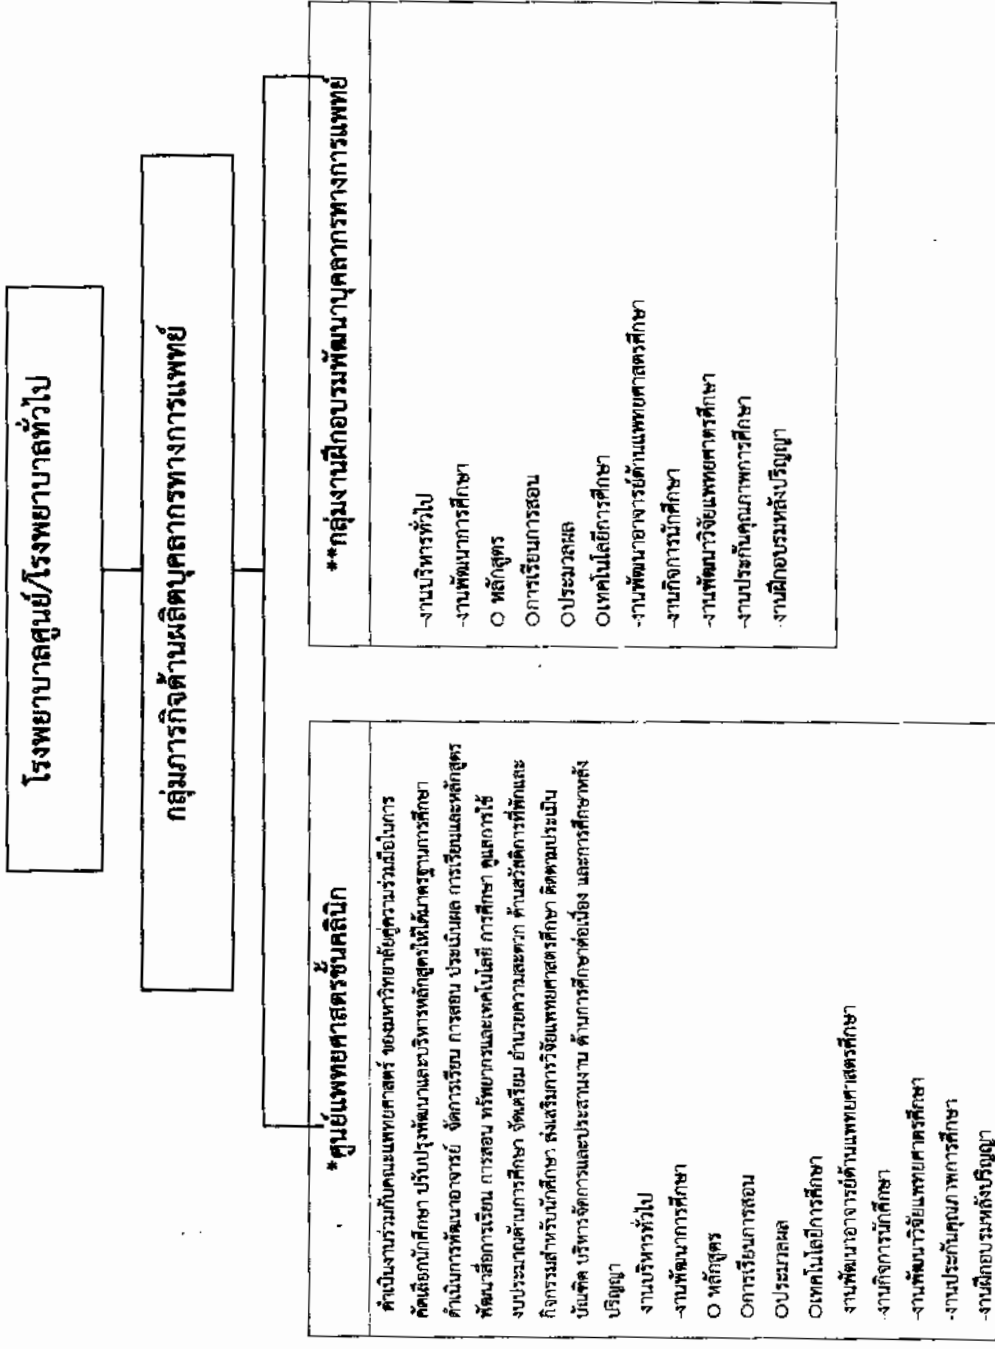 โรงพยาบาลศูนย์/โรงพยาบาลทั่วไป
กลุ่มภารกิจด้านผลิตบุคลากรทางการแพทย์
*ศูนย์แพทยศาสตร์ชั้นคลินิก
ดำเนินงานร่วมกับคณะแพทยศาสตร์ ของมหาวิทยาลัยคู่ความร่วมมือในการ
คัดเลือกนักศึกษา ปรับปรุงพัฒนาและบริหารหลักสูตรให้ได้มาตรฐานการศึกษา
ดำเนินการพัฒนาอาจารย์ จัดการเรียน การสอน ประเมินผล การเรียนและหลักสูตร
พัฒนาสื่อการเรียน การสอน ทรัพยากรและเทคโนโลยี การศึกษา ดูแลการใช้
งบประมาณด้านการศึกษา จัดเตรียม อำนวยความสะดวก ด้านสวัสดิการที่พักและ
กิจกรรมสำหรับนักศึกษา ส่งเสริมการวิจัยแพทยศาสตรศึกษา ติดตามประเมิน
บัณฑิต บริหารจัดการและประสานงาน ด้านการศึกษาต่อเนื่อง และการศึกษาหลัง
ปริญญา
งานบริหารทั่วไป
-งานพัฒนาการศึกษา
O หลักสูตร
Oการเรียนการสอน
Oประมวลผล
Oเทคโนโลยีการศึกษา
งานพัฒนาอาจารย์ด้านแพทยศาสตรศึกษา
-งานกิจการนักศึกษา
-งานพัฒนาวิจัยแพทยศาตรศึกษา
-งานประกันคุณภาพการศึกษา
-งานฝึกอบรมหลังปริญญา
**กลุ่มงานฝึกอบรมพัฒนาบุคลากรทางการแพทย์
-งานบริหารทั่วไป
-งานพัฒนาการศึกษา
O หลักสูตร
Oการเรียนการสอน
Oประมวลผล
Oเทคโนโลยีการศึกษา
-งานพัฒนาอาจารย์ด้านแพทยศาสตรศึกษา
-งานกิจการนักศึกษา
-งานพัฒนาวิจัยแพทยศาตรศึกษา
-งานประกันคุณภาพการศึกษา
-งานฝึกอบรมหลังปริญญา